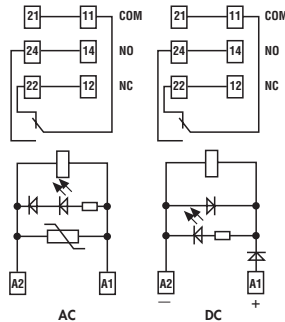 21 11 COM 21 11 COM
24 14 NO 24 14 NO
22 12 NC 22 12 NC
A2 A1 A2 A1
— +
AC DC